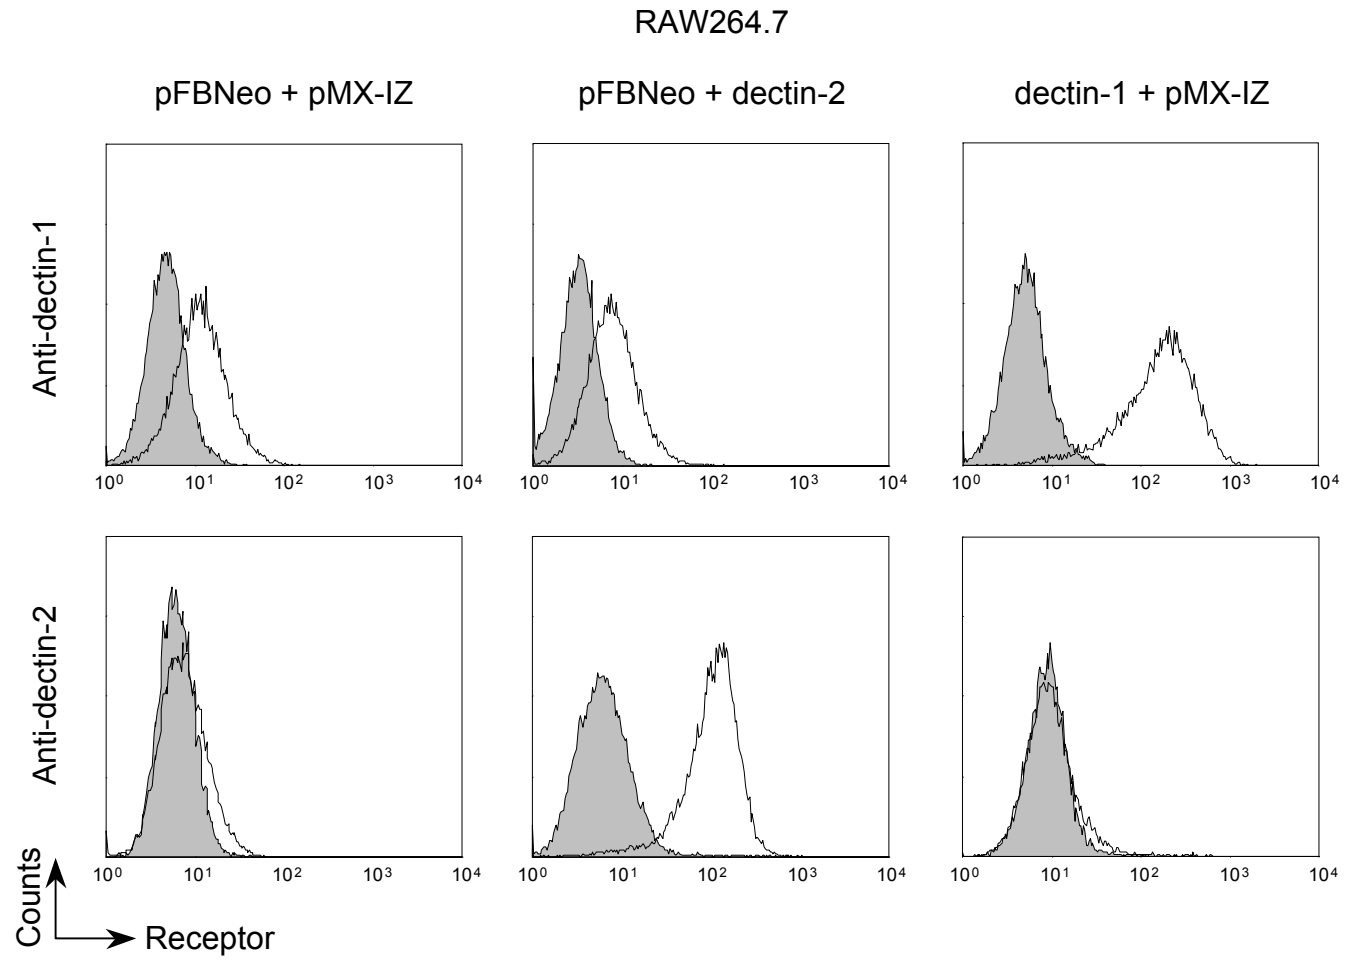 RAW264.7
pFBNeo + pMX-IZ
pFBNeo + dectin-2
dectin-1 + pMX-IZ
Anti-dectin-1
10⁰ 10¹ 10² 10³ 10⁴
10⁰ 10¹ 10² 10³ 10⁴
10⁰ 10¹ 10² 10³ 10⁴
Anti-dectin-2
10⁰ 10¹ 10² 10³ 10⁴
10⁰ 10¹ 10² 10³ 10⁴
10⁰ 10¹ 10² 10³ 10⁴
Counts
Receptor